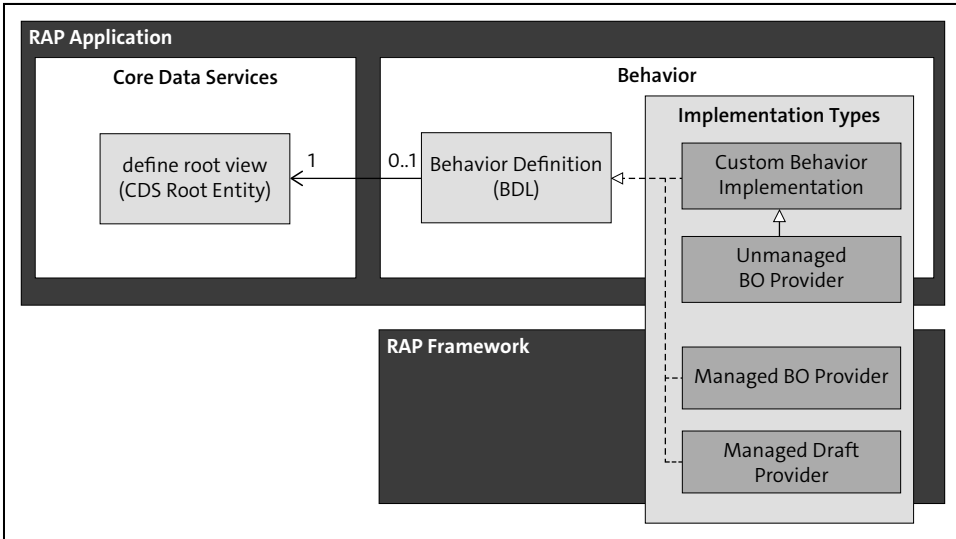 RAP Application
Core Data Services
Behavior
Implementation Types
define root view
(CDS Root Entity)
1
0..1
Behavior Definition
(BDL)
Custom Behavior
Implementation
Unmanaged
BO Provider
RAP Framework
Managed BO Provider
Managed Draft
Provider